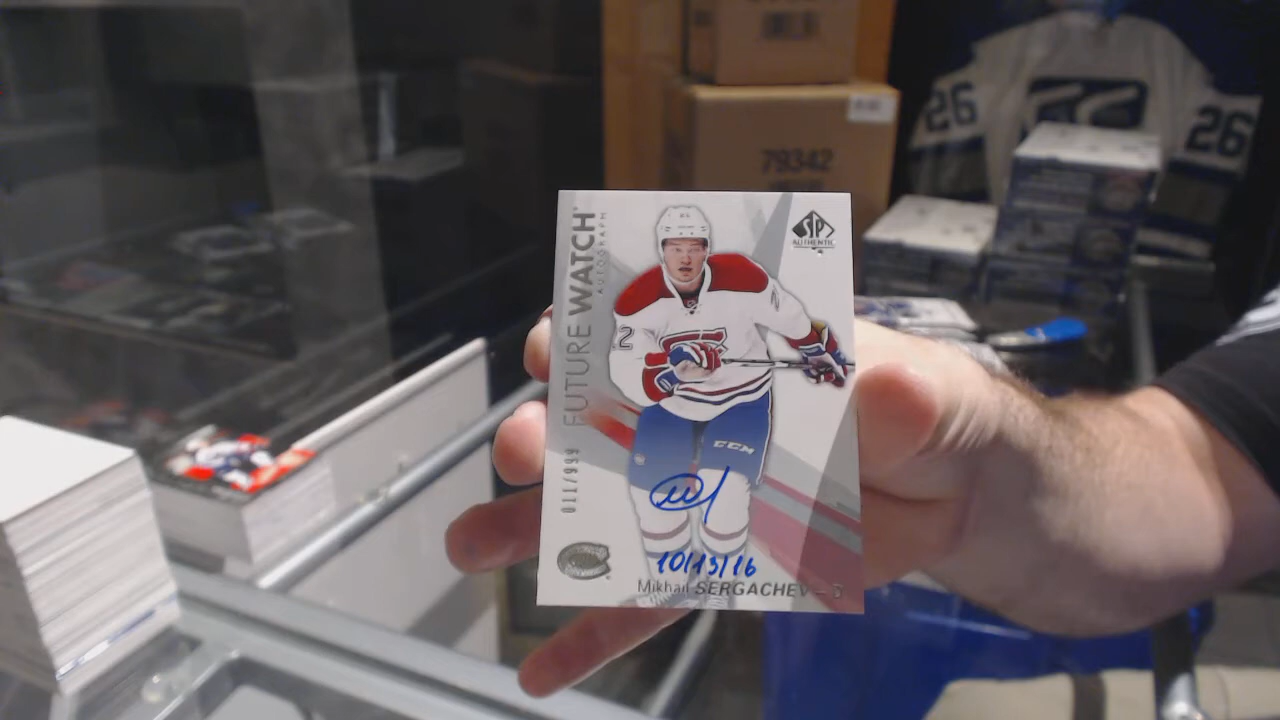 79342
26
26
SP
AUTHENTIC
FUTURE WATCH
AUTOGRAPH
011/999
22
CCM
10/13/16
Mikhail SERGACHEV - D